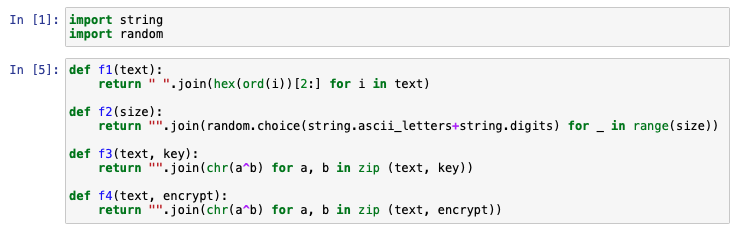 In [1]: import string
import random
In [5]: def f1(text):
return " ".join(hex(ord(i))[2:] for i in text)
def f2(size):
return "".join(random.choice(string.ascii_letters+string.digits) for _ in range(size))
def f3(text, key):
return "".join(chr(a^b) for a, b in zip (text, key))
def f4(text, encrypt):
return "".join(chr(a^b) for a, b in zip (text, encrypt))